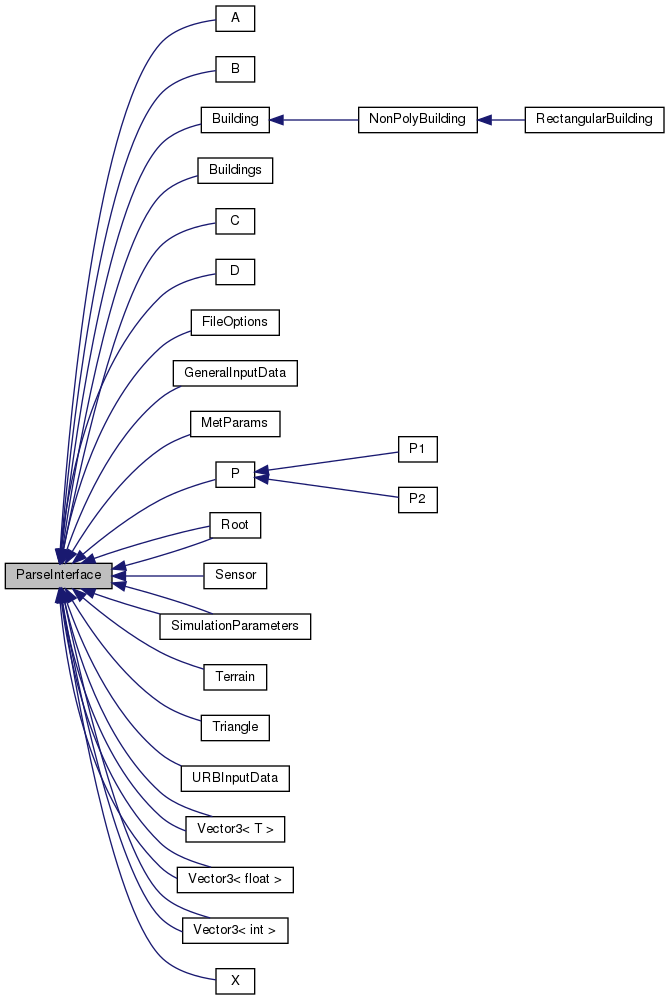 A
B
Building
NonPolyBuilding
RectangularBuilding
Buildings
C
D
FileOptions
GeneralInputData
MetParams
P
P1
P2
Root
ParseInterface
Sensor
SimulationParameters
Terrain
Triangle
URBInputData
Vector3< T >
Vector3< float >
Vector3< int >
X